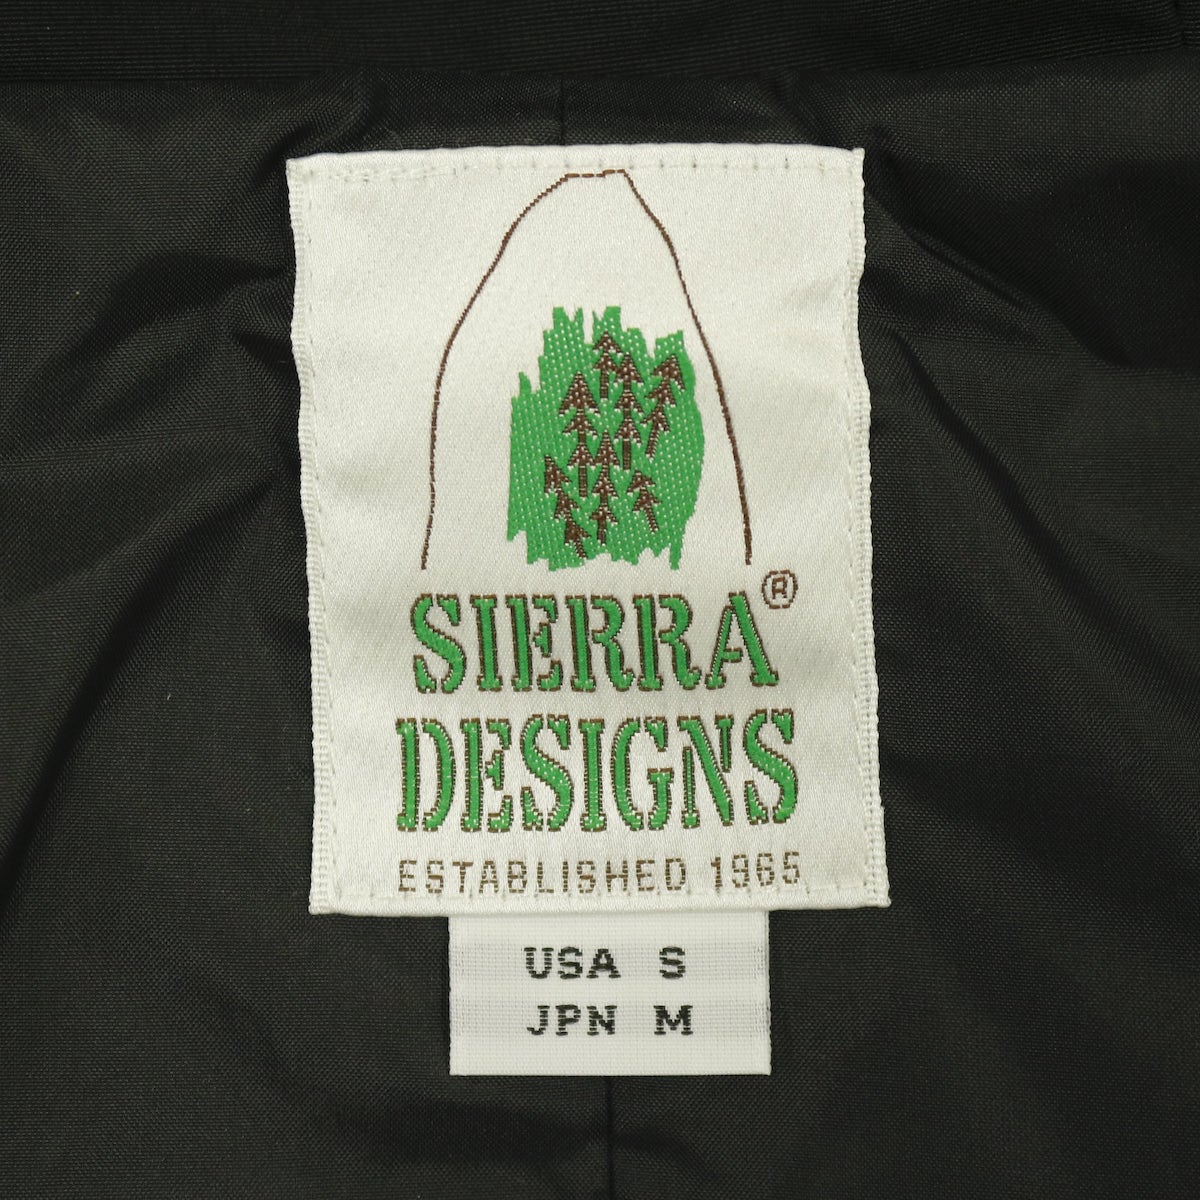 SIERRA®
DESIGNS
ESTABLISHED 1965
USA S
JPN M